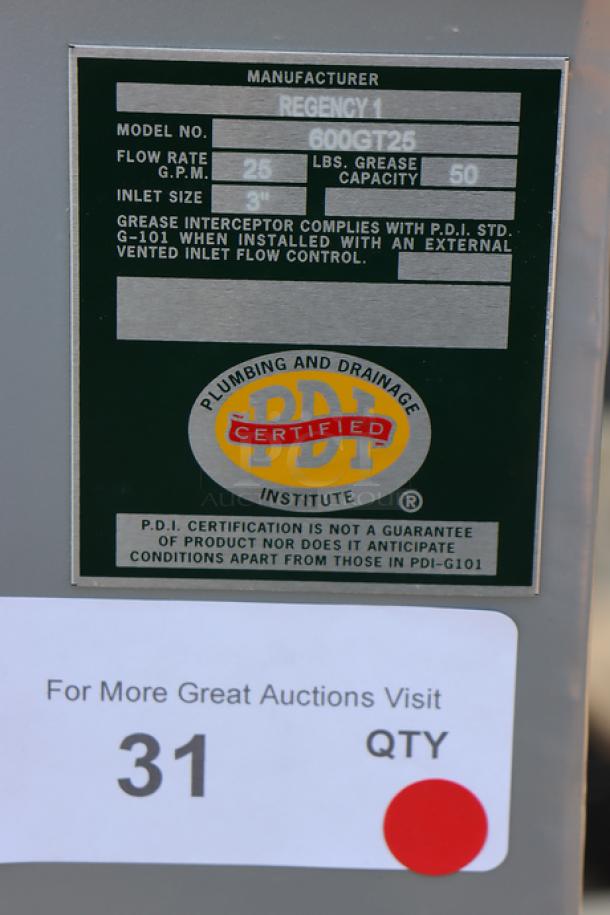 MANUFACTURER
REGENCY 1
MODEL NO. 600GT25
FLOW RATE G.P.M. 25
LBS. GREASE CAPACITY 50
INLET SIZE 3"
GREASE INTERCEPTOR COMPLIES WITH P.D.I. STD.
G-101 WHEN INSTALLED WITH AN EXTERNAL
VENTED INLET FLOW CONTROL.
PLUMBING AND DRAINAGE
PDI
CERTIFIED
INSTITUTE
®
P.D.I. CERTIFICATION IS NOT A GUARANTEE
OF PRODUCT NOR DOES IT ANTICIPATE
CONDITIONS APART FROM THOSE IN PDI-G101
For More Great Auctions Visit
31
QTY